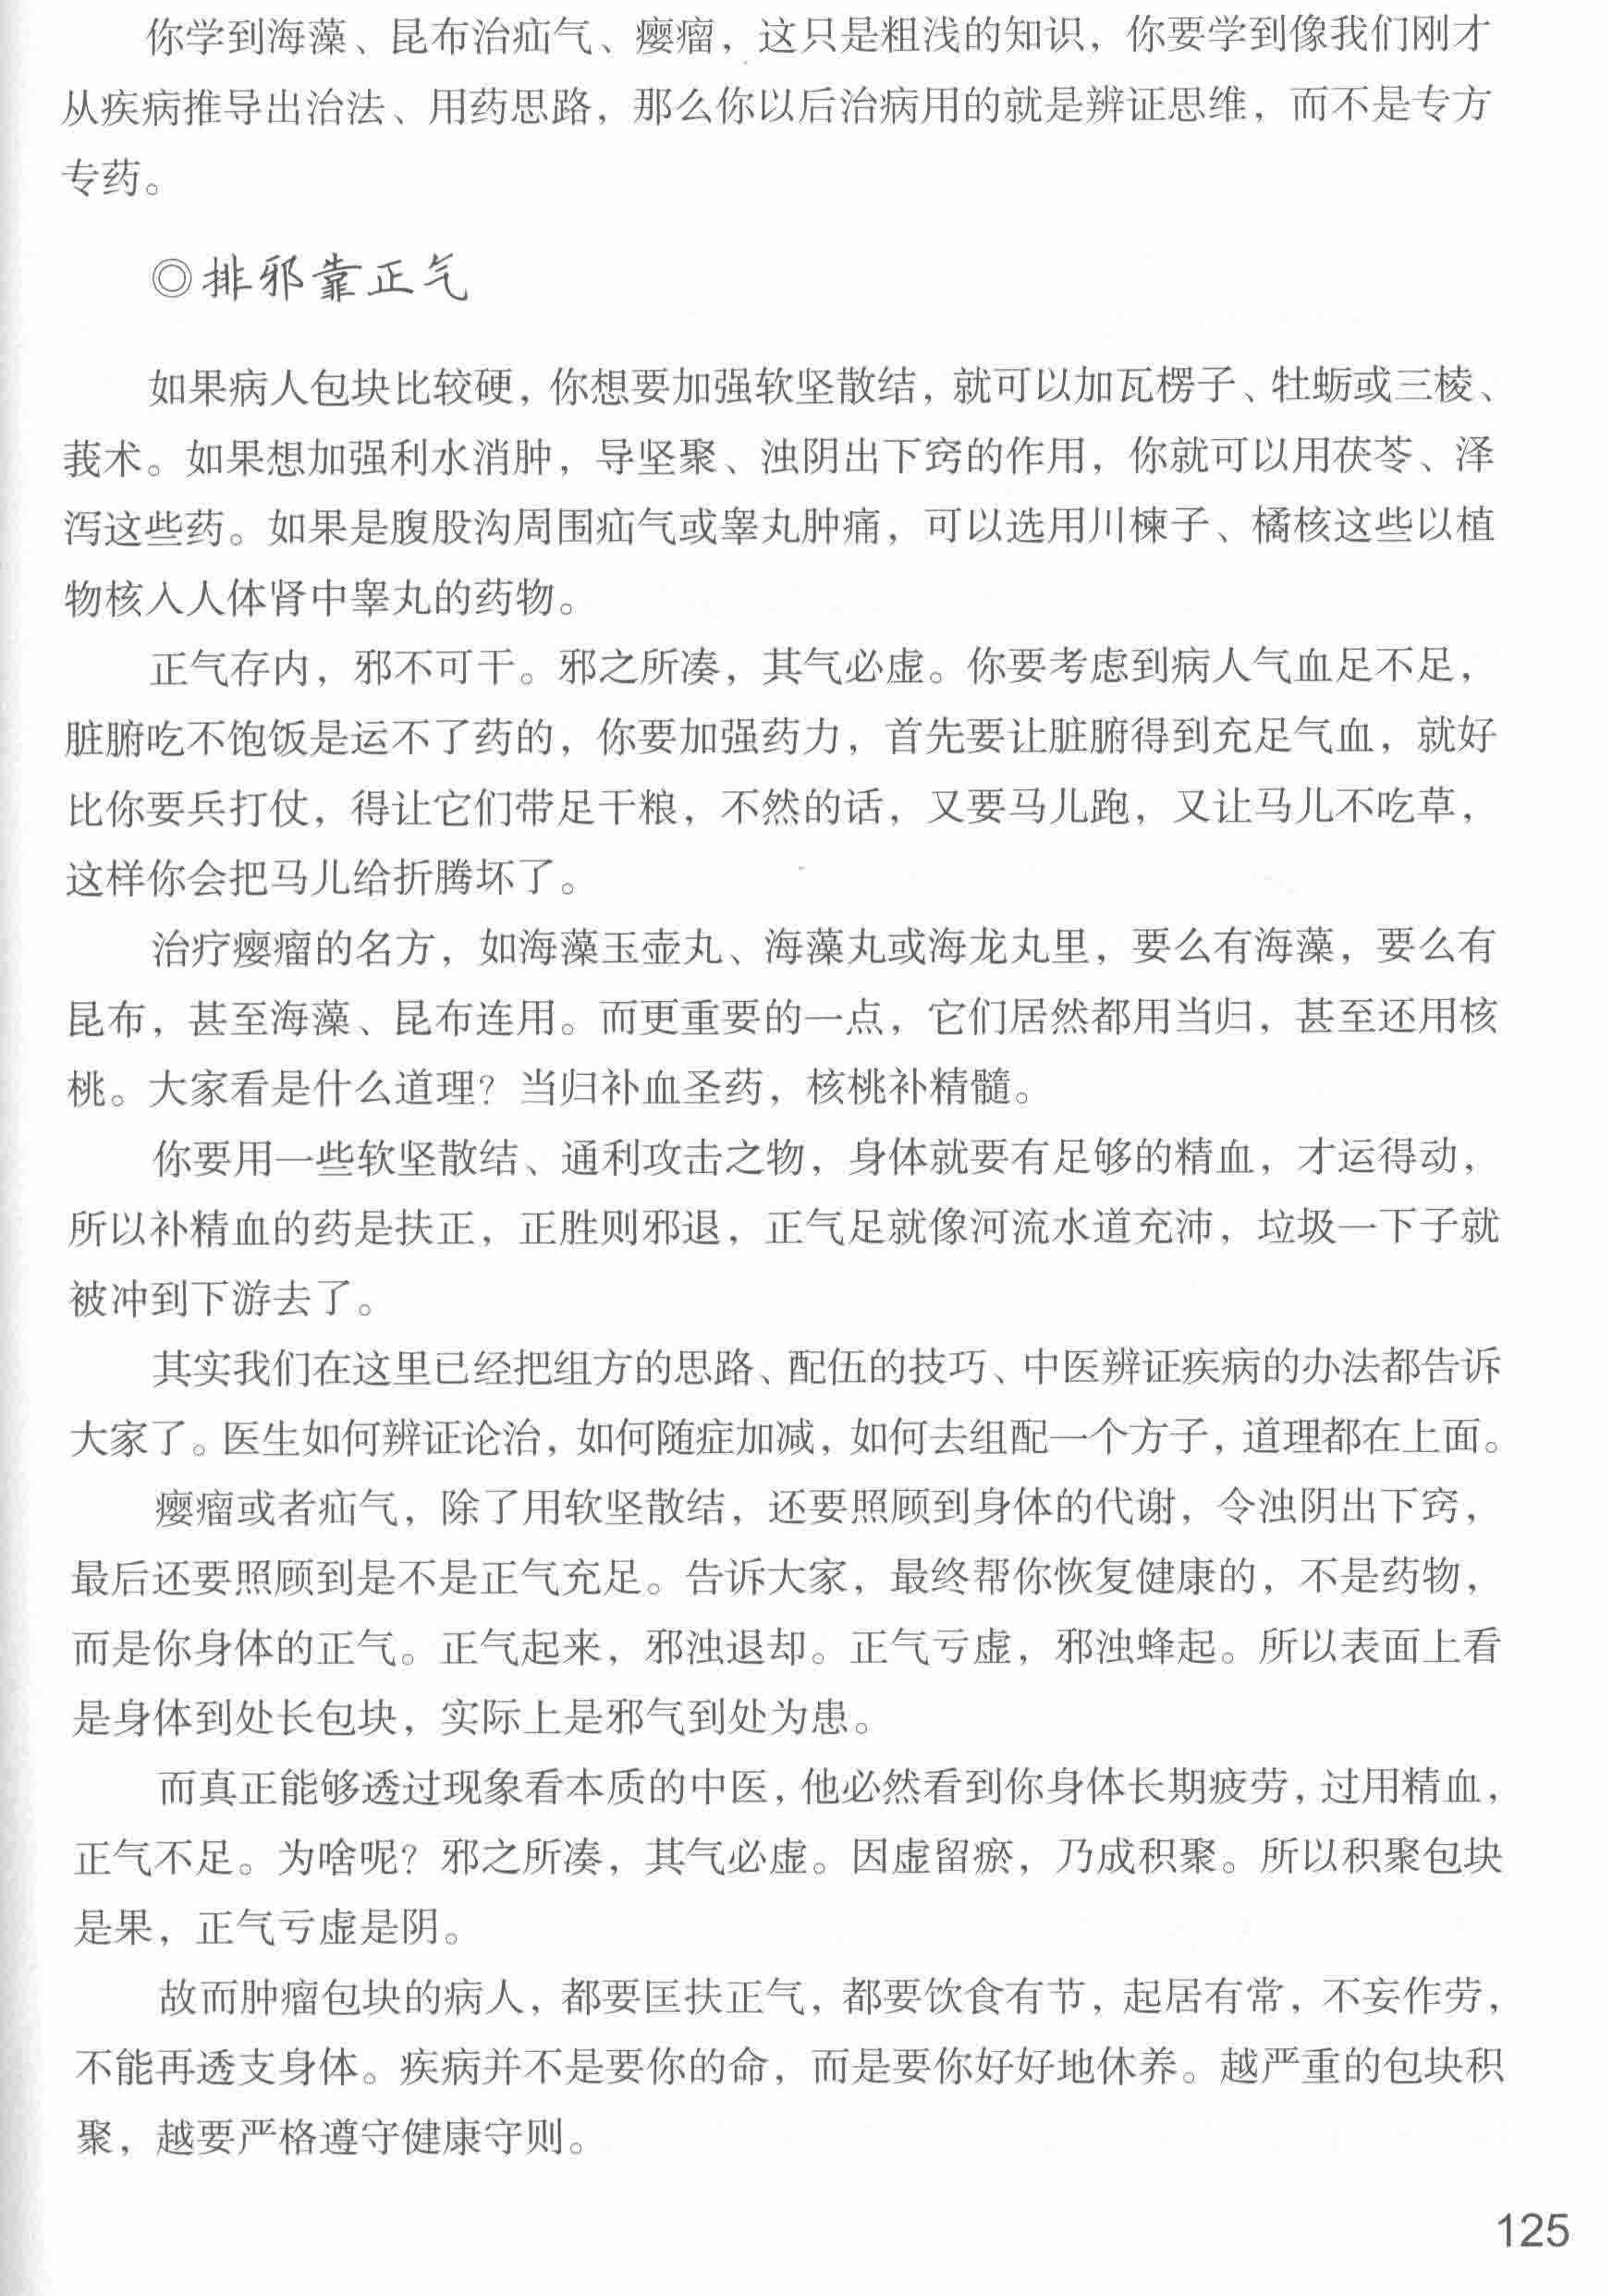 你学到海藻、昆布治疝气、瘿瘤，这只是粗浅的知识，你要学到像我们刚才
从疾病推导出治法、用药思路，那么你以后治病用的就是辨证思维，而不是专方
专药。
◎排邪靠正气
如果病人包块比较硬，你想要加强软坚散结，就可以加瓦楞子、牡蛎或三棱、
莪术。如果想加强利水消肿，导坚聚、浊阴出下窍的作用，你就可以用茯苓、泽
泻这些药。如果是腹股沟周围疝气或睾丸肿痛，可以选用川楝子、橘核这些以植
物核入人体肾中睾丸的药物。
正气存内，邪不可干。邪之所凑，其气必虚。你要考虑到病人气血足不足，
脏腑吃不饱饭是运不了药的，你要加强药力，首先要让脏腑得到充足气血，就好
比你要兵打仗，得让它们带足干粮，不然的话，又要马儿跑，又让马儿不吃草，
这样你会把马儿给折腾坏了。
治疗瘿瘤的名方，如海藻玉壶丸、海藻丸或海龙丸里，要么有海藻，要么有
昆布，甚至海藻、昆布连用。而更重要的一点，它们居然都用当归，甚至还用核
桃。大家看是什么道理？当归补血圣药，核桃补精髓。
你要用一些软坚散结、通利攻击之物，身体就要有足够的精血，才运得动，
所以补精血的药是扶正，正胜则邪退，正气足就像河流水道充沛，垃圾一下子就
被冲到下游去了。
其实我们在这里已经把组方的思路、配伍的技巧、中医辨证疾病的办法都告诉
大家了。医生如何辨证论治，如何随症加减，如何去组配一个方子，道理都在上面。
瘿瘤或者疝气，除了用软坚散结，还要照顾到身体的代谢，令浊阴出下窍，
最后还要照顾到是不是正气充足。告诉大家，最终帮你恢复健康的，不是药物，
而是你身体的正气。正气起来，邪浊退却。正气亏虚，邪浊蜂起。所以表面上看
是身体到处长包块，实际上是邪气到处为患。
而真正能够透过现象看本质的中医，他必然看到你身体长期疲劳，过用精血，
正气不足。为啥呢？邪之所凑，其气必虚。因虚留瘀，乃成积聚。所以积聚包块
是果，正气亏虚是阴。
故而肿瘤包块的病人，都要匡扶正气，都要饮食有节，起居有常，不妄作劳，
不能再透支身体。疾病并不是要你的命，而是要你好好地休养。越严重的包块积
聚，越要严格遵守健康守则。
125